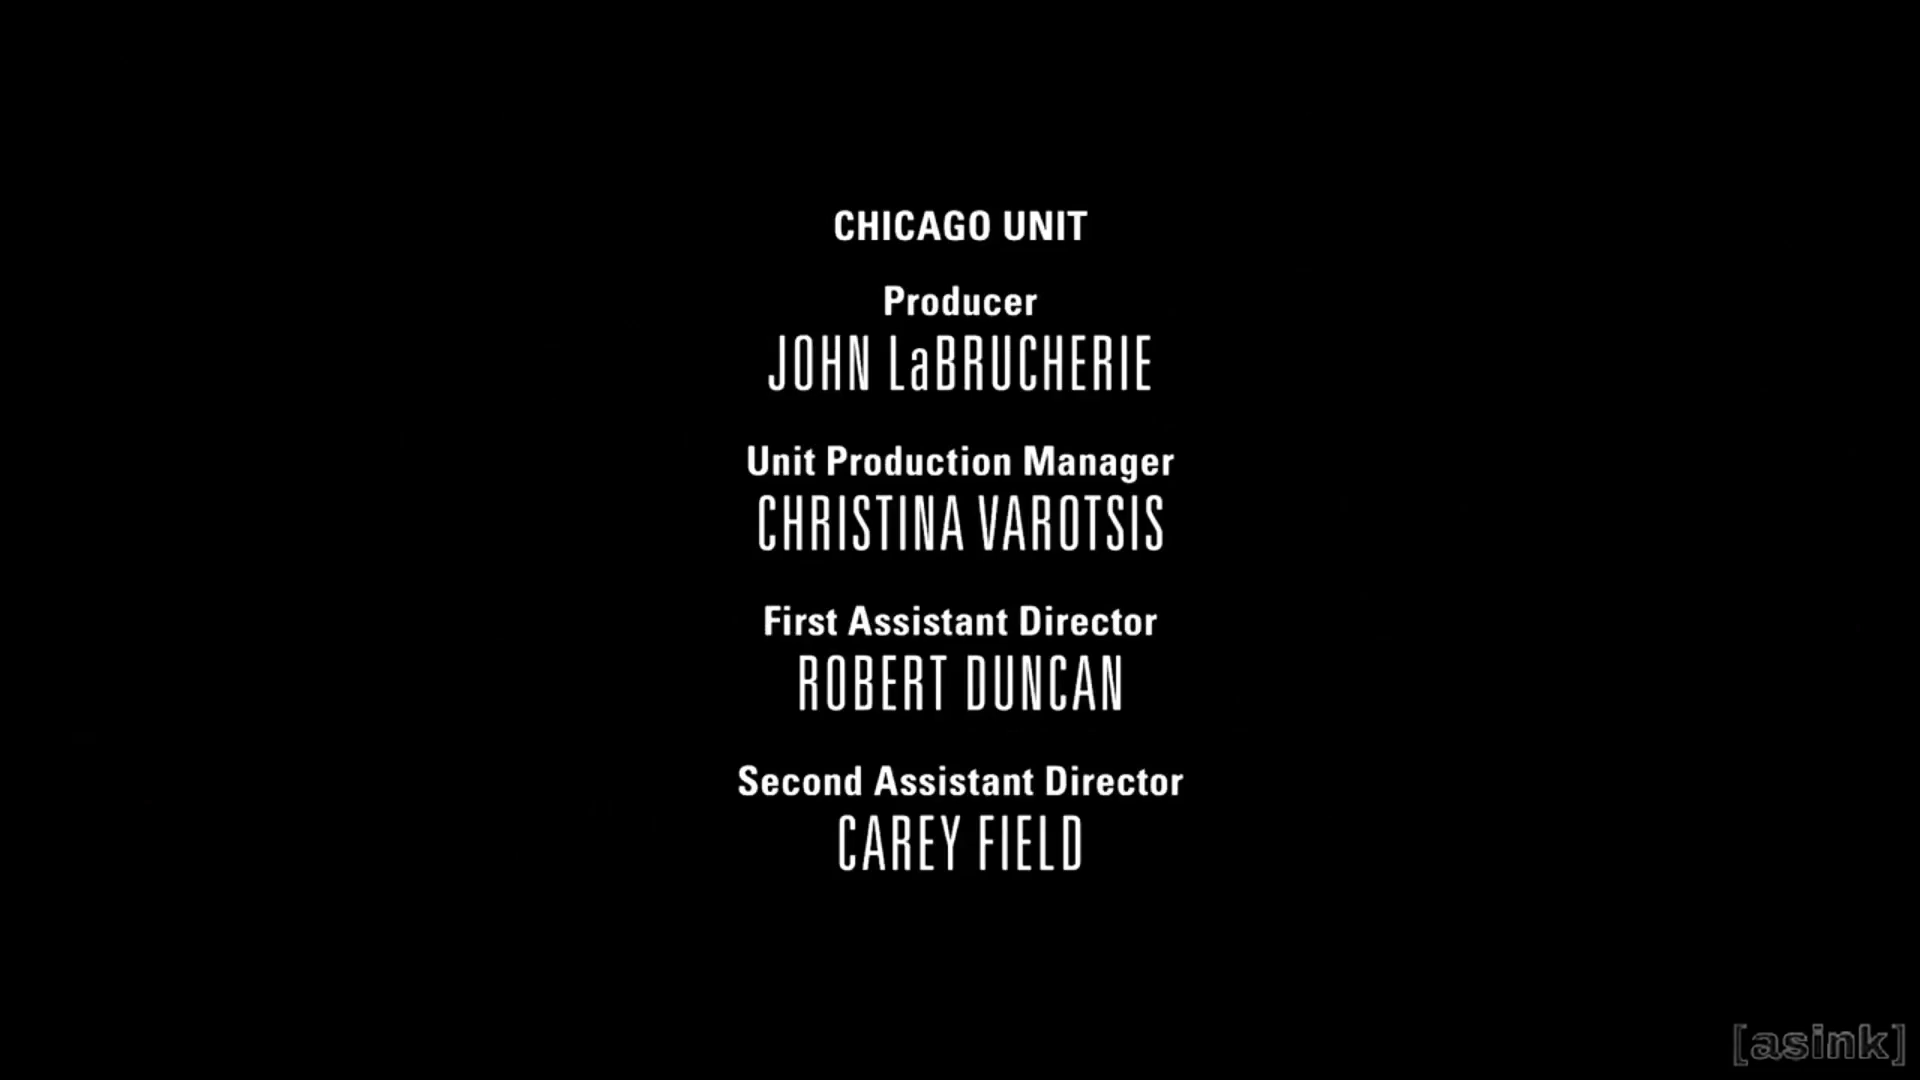 CHICAGO UNIT
Producer
JOHN LaBRUCHERIE
Unit Production Manager
CHRISTINA VAROTSIS
First Assistant Director
ROBERT DUNCAN
Second Assistant Director
CAREY FIELD
[asink]